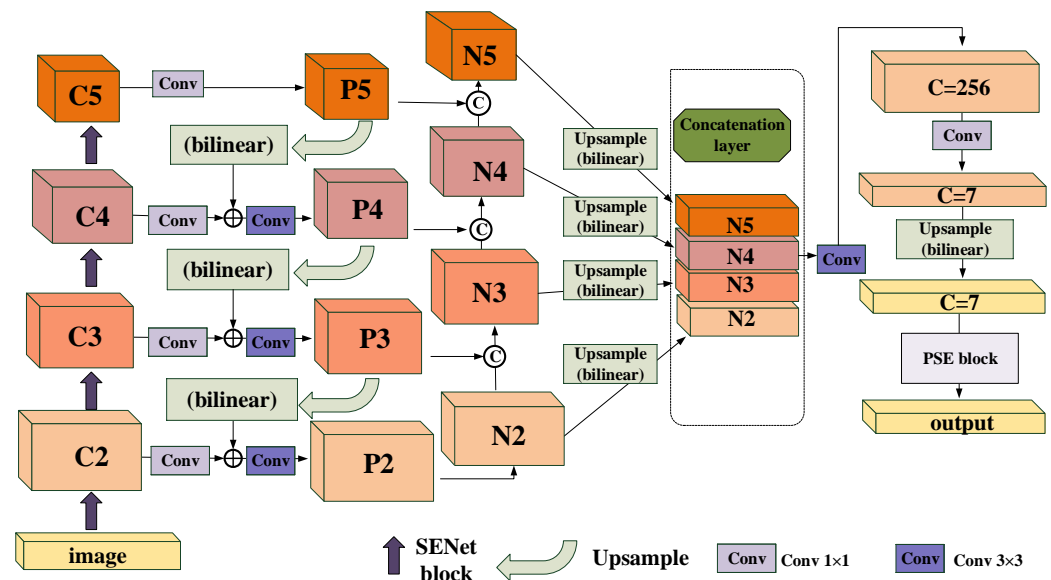 C5
Conv
P5
N5
C
(bilinear)
Upsample
(bilinear)
Concatenation
layer
C=256
Conv
C4
Conv
Conv
P4
N4
C
Upsample
(bilinear)
N5
N4
N3
N2
Conv
C=7
Upsample
(bilinear)
C=7
(bilinear)
C3
Conv
Conv
P3
N3
C
Upsample
(bilinear)
PSE block
(bilinear)
C2
Conv
Conv
P2
N2
Upsample
(bilinear)
output
image
SENet
block
Upsample
Conv
Conv 1×1
Conv
Conv 3×3